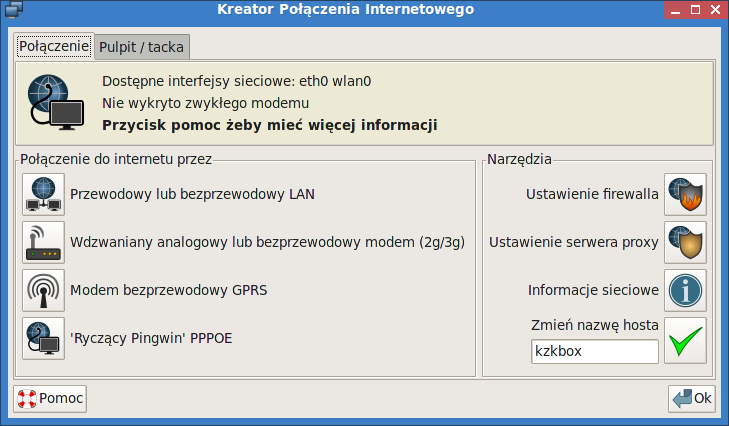 Kreator Połączenia Internetowego
Połączenie
Pulpit / tacka
Dostępne interfejsy sieciowe: eth0 wlan0
Nie wykryto zwykłego modemu
Przycisk pomoc żeby mieć więcej informacji
Połączenie do internetu przez
Przewodowy lub bezprzewodowy LAN
Wdzwaniany analogowy lub bezprzewodowy modem (2g/3g)
Modem bezprzewodowy GPRS
'Ryczący Pingwin' PPPOE
Narzędzia
Ustawienie firewalla
Ustawienie serwera proxy
Informacje sieciowe
Zmień nazwę hosta
kzkbox
Pomoc
Ok